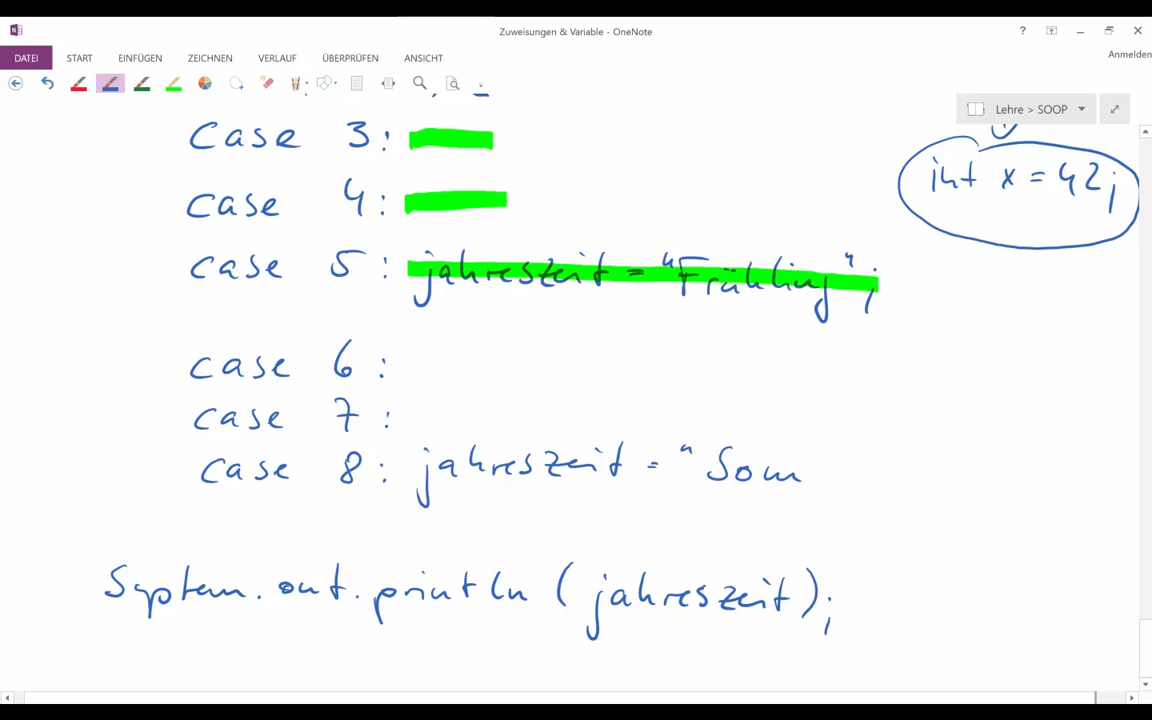 Zuweisungen & Variable - OneNote
?
Anmelden
DATEI START EINFÜGEN ZEICHNEN VERLAUF ÜBERPRÜFEN ANSICHT
Lehre > SOOP
case 3:
int x = 42;
case 4:
case 5: jahreszeit = "Frühling";
case 6:
case 7:
case 8: jahreszeit = "Som
System.out.println (jahreszeit);